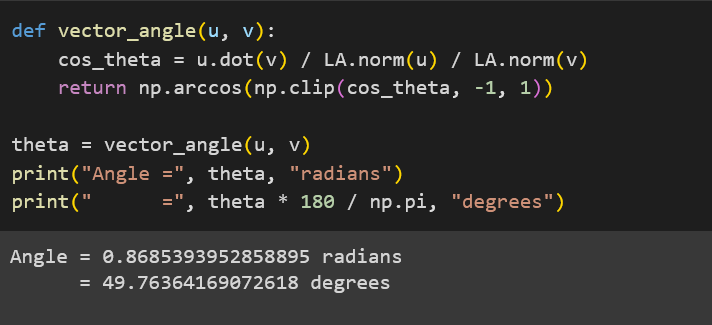 def vector_angle(u, v):
    cos_theta = u.dot(v) / LA.norm(u) / LA.norm(v)
    return np.arccos(np.clip(cos_theta, -1, 1))

theta = vector_angle(u, v)
print("Angle =", theta, "radians")
print("      =", theta * 180 / np.pi, "degrees")
Angle = 0.8685393952858895 radians
      = 49.76364169072618 degrees